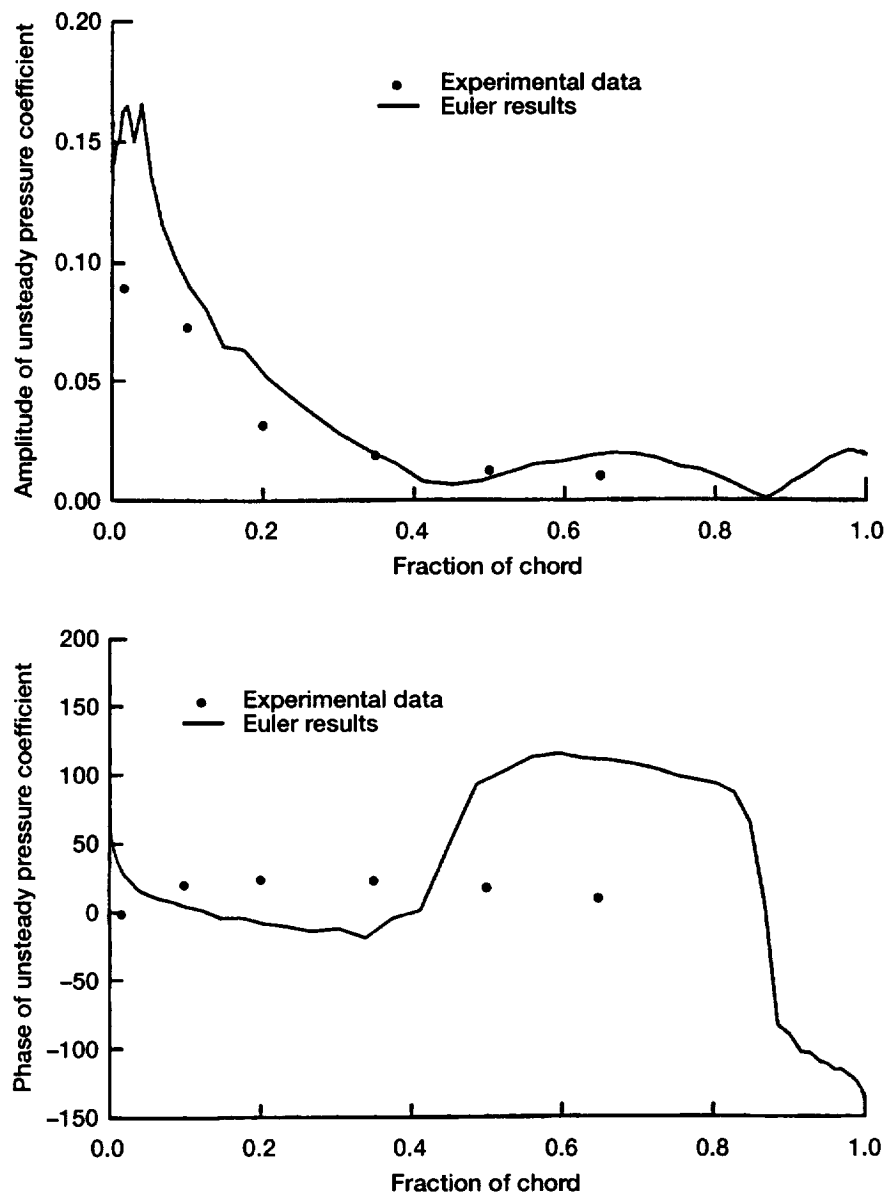 Amplitude of unsteady pressure coefficient
0.20
0.15
0.10
0.05
0.00
Experimental data
Euler results
0.0 0.2 0.4 0.6 0.8 1.0
Fraction of chord
Phase of unsteady pressure coefficient
200
150
100
50
0
-50
-100
-150
Experimental data
Euler results
0.0 0.2 0.4 0.6 0.8 1.0
Fraction of chord